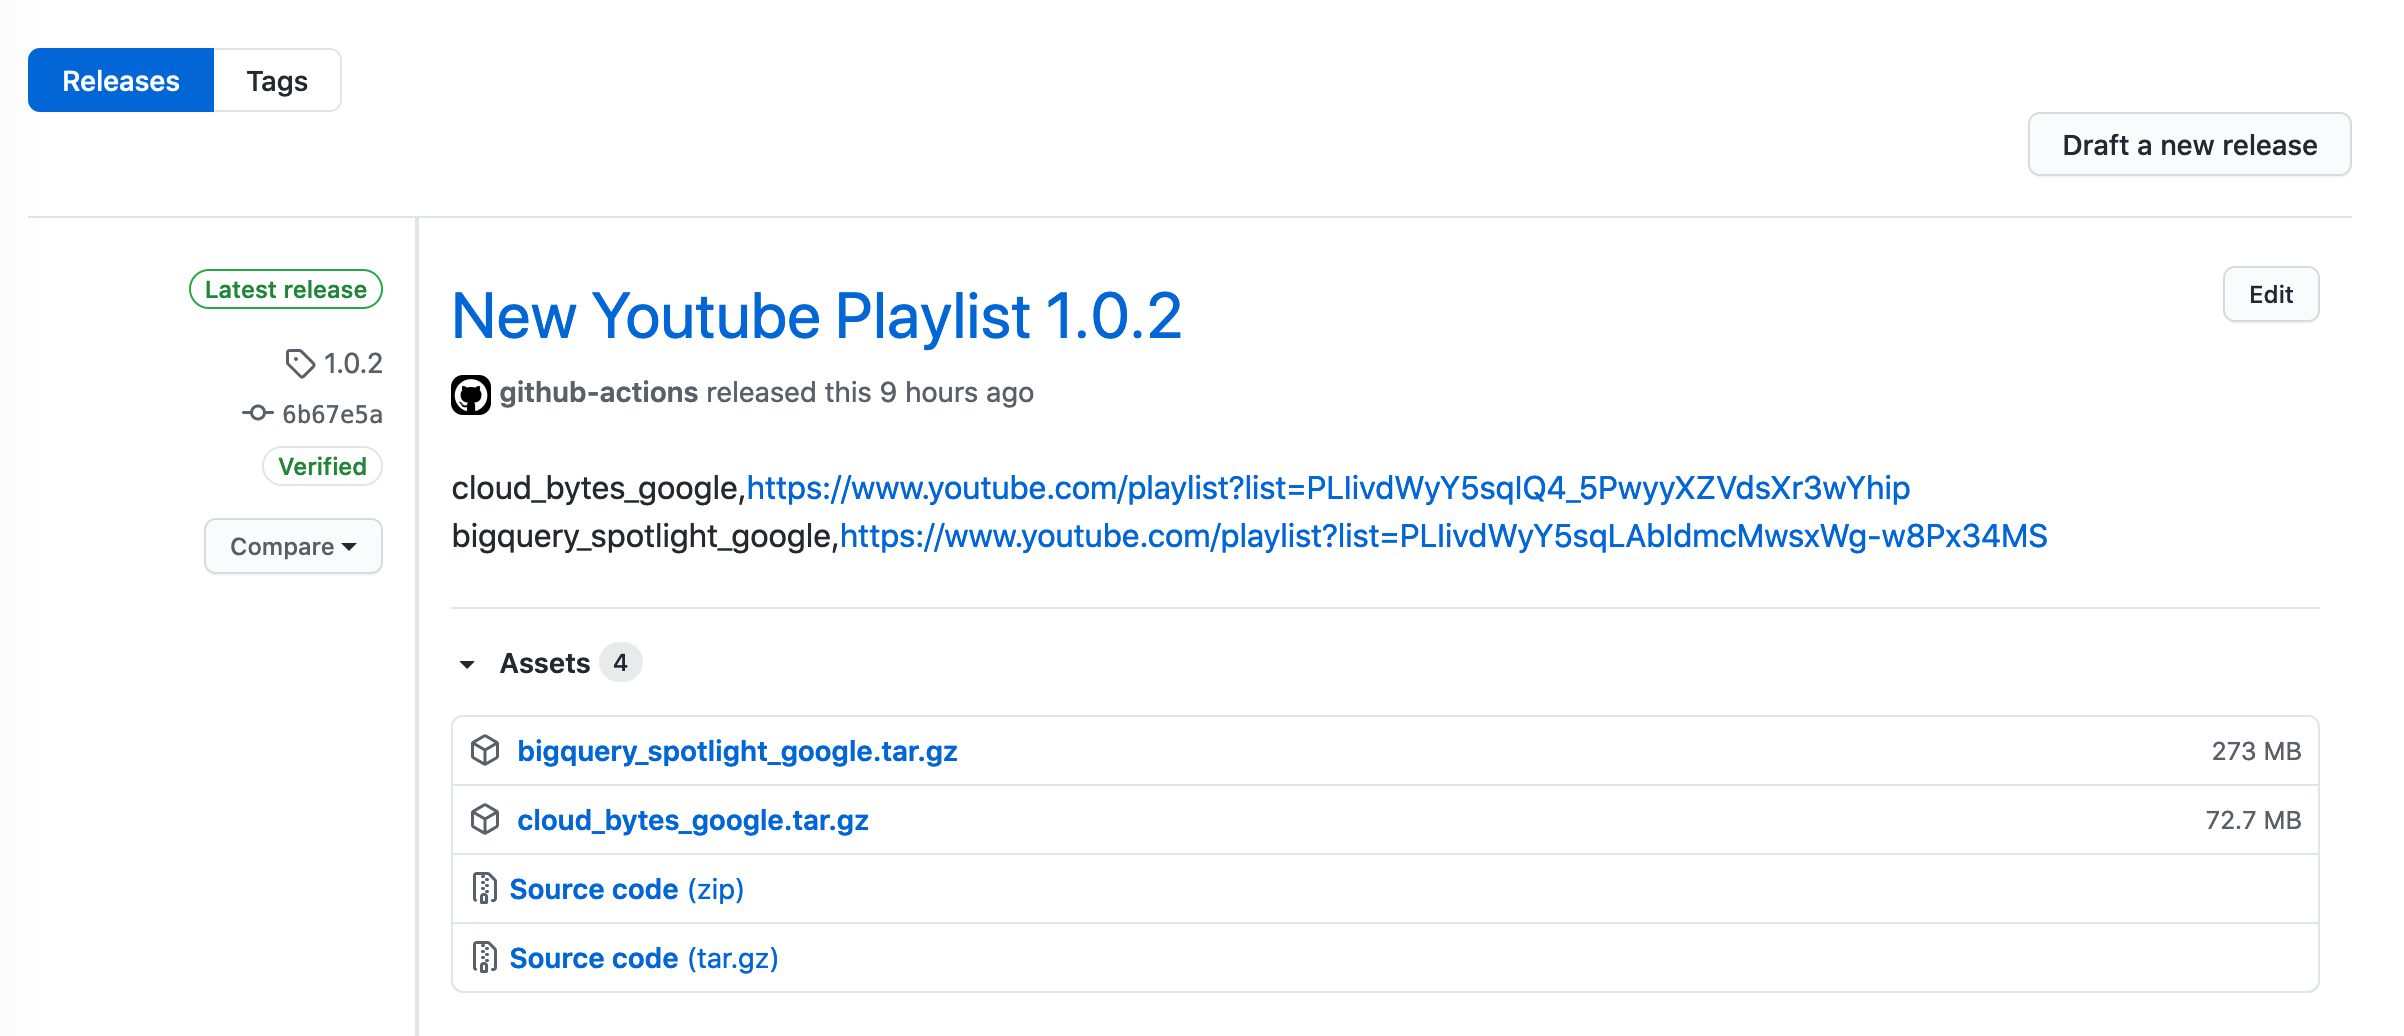 Releases Tags
Draft a new release
Latest release
1.0.2
6b67e5a
Verified
Compare
New Youtube Playlist 1.0.2
Edit
github-actions released this 9 hours ago
cloud_bytes_google,https://www.youtube.com/playlist?list=PLIivdWyY5sqIQ4_5PwyyXZVdsXr3wYhip
bigquery_spotlight_google,https://www.youtube.com/playlist?list=PLIivdWyY5sqLAbIdmcMwsxWg-w8Px34MS
Assets 4
bigquery_spotlight_google.tar.gz 273 MB
cloud_bytes_google.tar.gz 72.7 MB
Source code (zip)
Source code (tar.gz)